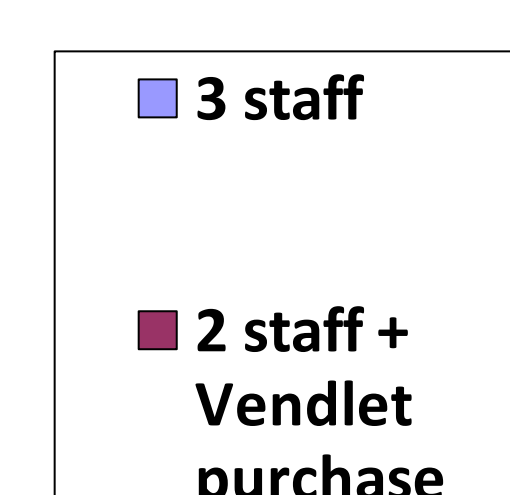 3 staff
2 staff +
Vendlet
purchase